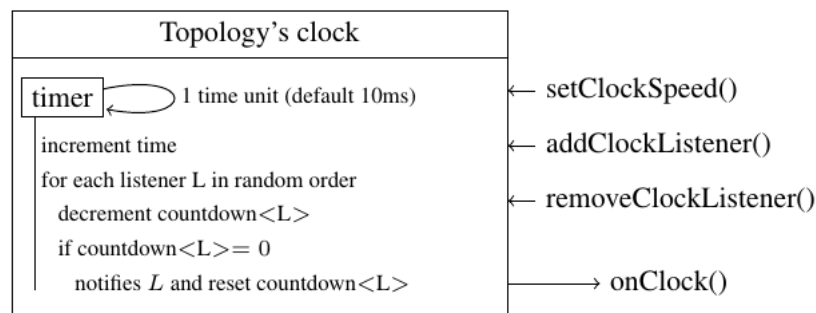 Topology's clock
timer
1 time unit (default 10ms)
increment time
for each listener L in random order
decrement countdown<L>
if countdown<L>= 0
notifies L and reset countdown<L>
setClockSpeed()
addClockListener()
removeClockListener()
onClock()